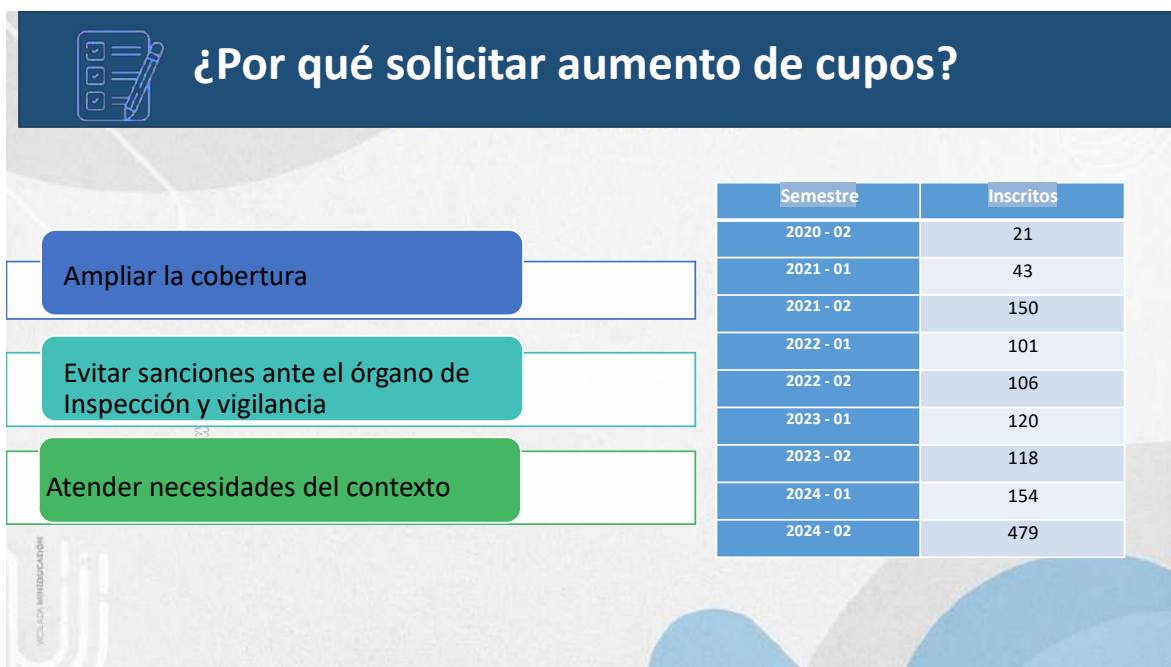 ¿Por qué solicitar aumento de cupos?
Ampliar la cobertura
Evitar sanciones ante el órgano de
Inspección y vigilancia
Atender necesidades del contexto
Semestre Inscritos
2020 - 02 21
2021 - 01 43
2021 - 02 150
2022 - 01 101
2022 - 02 106
2023 - 01 120
2023 - 02 118
2024 - 01 154
2024 - 02 479
VIGILADA MINEDUCACIÓN